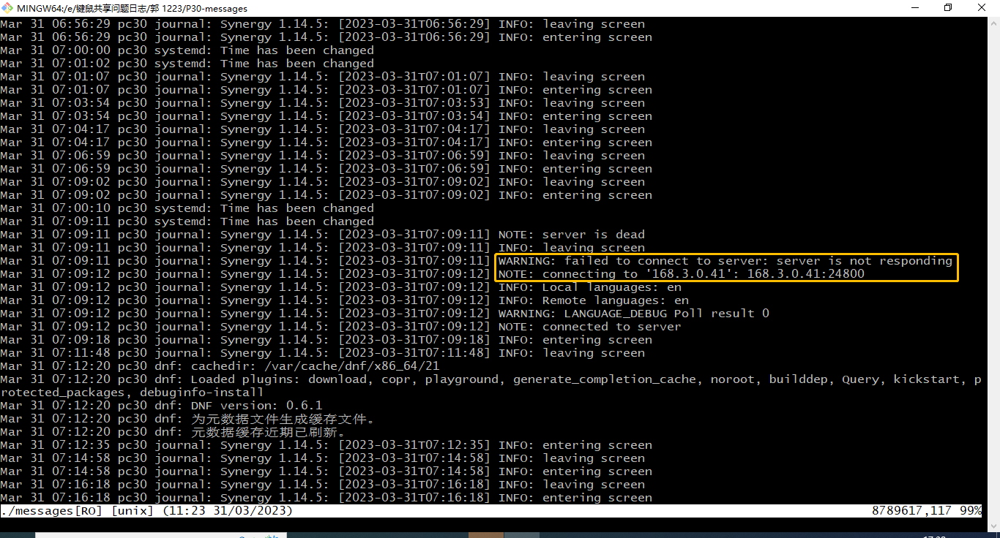 MINGW64:/e/键鼠共享问题日志/郭 1223/P30-messages
Mar 31 06:56:29 pc30 journal: Synergy 1.14.5: [2023-03-31T06:56:29] INFO: leaving screen
Mar 31 06:56:29 pc30 journal: Synergy 1.14.5: [2023-03-31T06:56:29] INFO: entering screen
Mar 31 07:00:00 pc30 systemd: Time has been changed
Mar 31 07:01:02 pc30 systemd: Time has been changed
Mar 31 07:01:07 pc30 journal: Synergy 1.14.5: [2023-03-31T07:01:07] INFO: leaving screen
Mar 31 07:01:07 pc30 journal: Synergy 1.14.5: [2023-03-31T07:01:07] INFO: entering screen
Mar 31 07:03:54 pc30 journal: Synergy 1.14.5: [2023-03-31T07:03:53] INFO: leaving screen
Mar 31 07:03:54 pc30 journal: Synergy 1.14.5: [2023-03-31T07:03:54] INFO: entering screen
Mar 31 07:04:17 pc30 journal: Synergy 1.14.5: [2023-03-31T07:04:17] INFO: leaving screen
Mar 31 07:04:17 pc30 journal: Synergy 1.14.5: [2023-03-31T07:04:17] INFO: entering screen
Mar 31 07:06:59 pc30 journal: Synergy 1.14.5: [2023-03-31T07:06:59] INFO: leaving screen
Mar 31 07:06:59 pc30 journal: Synergy 1.14.5: [2023-03-31T07:06:59] INFO: entering screen
Mar 31 07:09:02 pc30 journal: Synergy 1.14.5: [2023-03-31T07:09:02] INFO: leaving screen
Mar 31 07:09:02 pc30 journal: Synergy 1.14.5: [2023-03-31T07:09:02] INFO: entering screen
Mar 31 07:00:10 pc30 systemd: Time has been changed
Mar 31 07:09:11 pc30 systemd: Time has been changed
Mar 31 07:09:11 pc30 journal: Synergy 1.14.5: [2023-03-31T07:09:11] NOTE: server is dead
Mar 31 07:09:11 pc30 journal: Synergy 1.14.5: [2023-03-31T07:09:11] INFO: leaving screen
Mar 31 07:09:11 pc30 journal: Synergy 1.14.5: [2023-03-31T07:09:11] WARNING: failed to connect to server: server is not responding
Mar 31 07:09:12 pc30 journal: Synergy 1.14.5: [2023-03-31T07:09:12] NOTE: connecting to '168.3.0.41': 168.3.0.41:24800
Mar 31 07:09:12 pc30 journal: Synergy 1.14.5: [2023-03-31T07:09:12] INFO: Local languages: en
Mar 31 07:09:12 pc30 journal: Synergy 1.14.5: [2023-03-31T07:09:12] INFO: Remote languages: en
Mar 31 07:09:12 pc30 journal: Synergy 1.14.5: [2023-03-31T07:09:12] WARNING: LANGUAGE_DEBUG Poll result 0
Mar 31 07:09:12 pc30 journal: Synergy 1.14.5: [2023-03-31T07:09:12] NOTE: connected to server
Mar 31 07:09:18 pc30 journal: Synergy 1.14.5: [2023-03-31T07:09:18] INFO: entering screen
Mar 31 07:11:48 pc30 journal: Synergy 1.14.5: [2023-03-31T07:11:48] INFO: leaving screen
Mar 31 07:12:20 pc30 dnf: cachedir: /var/cache/dnf/x86_64/21
Mar 31 07:12:20 pc30 dnf: Loaded plugins: download, copr, playground, generate_completion_cache, noroot, builddep, Query, kickstart, p
rotected_packages, debuginfo-install
Mar 31 07:12:20 pc30 dnf: DNF version: 0.6.1
Mar 31 07:12:20 pc30 dnf: 为元数据文件生成缓存文件。
Mar 31 07:12:20 pc30 dnf: 元数据缓存近期已刷新。
Mar 31 07:12:35 pc30 journal: Synergy 1.14.5: [2023-03-31T07:12:35] INFO: entering screen
Mar 31 07:14:58 pc30 journal: Synergy 1.14.5: [2023-03-31T07:14:58] INFO: leaving screen
Mar 31 07:14:58 pc30 journal: Synergy 1.14.5: [2023-03-31T07:14:58] INFO: entering screen
Mar 31 07:16:18 pc30 journal: Synergy 1.14.5: [2023-03-31T07:16:18] INFO: leaving screen
Mar 31 07:16:18 pc30 journal: Synergy 1.14.5: [2023-03-31T07:16:18] INFO: entering screen
./messages[RO] [unix] (11:23 31/03/2023) 8789617,117 99%